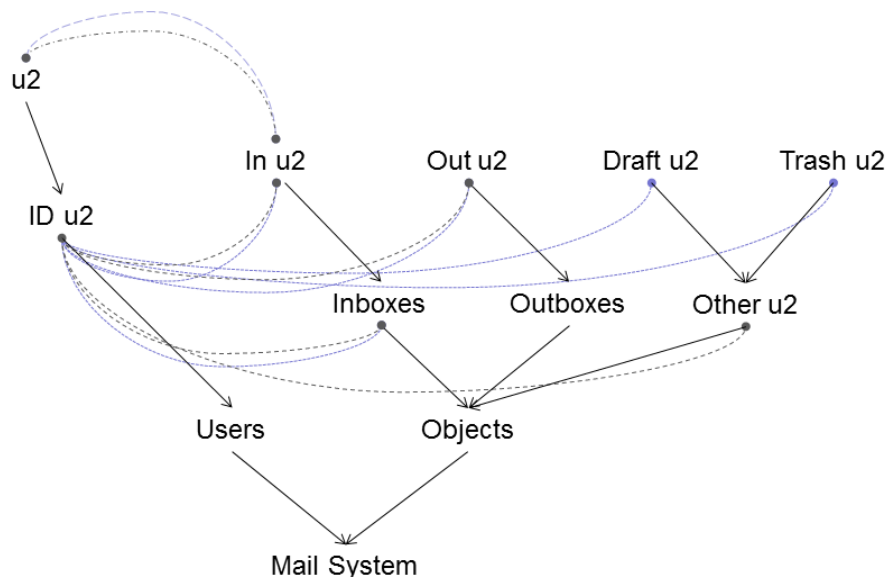 u2
In u2
Out u2
Draft u2
Trash u2
ID u2
Inboxes
Outboxes
Other u2
Users
Objects
Mail System